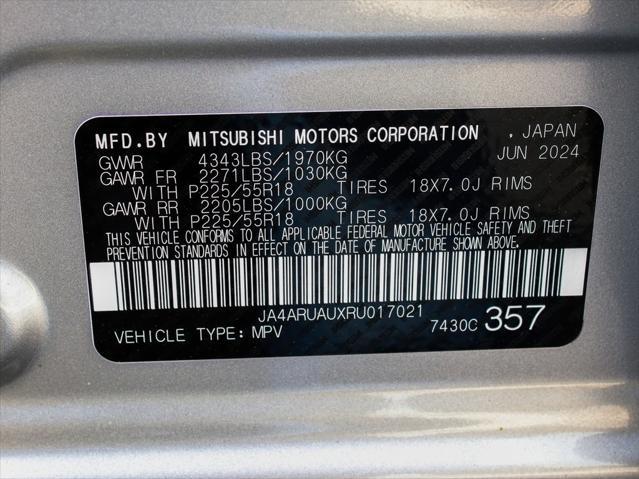 MFD.BY MITSUBISHI MOTORS CORPORATION , JAPAN
GVWR 4343LBS/1970KG JUN 2024
GAWR FR 2271LBS/1030KG
WITH P225/55R18 TIRES 18X7.0J RIMS
GAWR RR 2205LBS/1000KG
WITH P225/55R18 TIRES 18X7.0J RIMS
THIS VEHICLE CONFORMS TO ALL APPLICABLE FEDERAL MOTOR VEHICLE SAFETY AND THEFT
PREVENTION STANDARDS IN EFFECT ON THE DATE OF MANUFACTURE SHOWN ABOVE.
JA4ARUAUXRU017021
VEHICLE TYPE: MPV 7430C 357